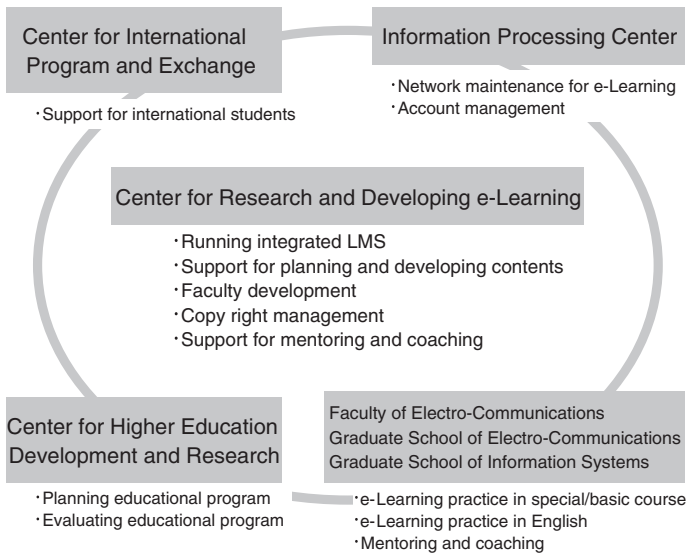 Center for International
Program and Exchange
・Support for international students
Information Processing Center
・Network maintenance for e-Learning
・Account management
Center for Research and Developing e-Learning
・Running integrated LMS
・Support for planning and developing contents
・Faculty development
・Copy right management
・Support for mentoring and coaching
Center for Higher Education
Development and Research
・Planning educational program
・Evaluating educational program
Faculty of Electro-Communications
Graduate School of Electro-Communications
Graduate School of Information Systems
・e-Learning practice in special/basic course
・e-Learning practice in English
・Mentoring and coaching